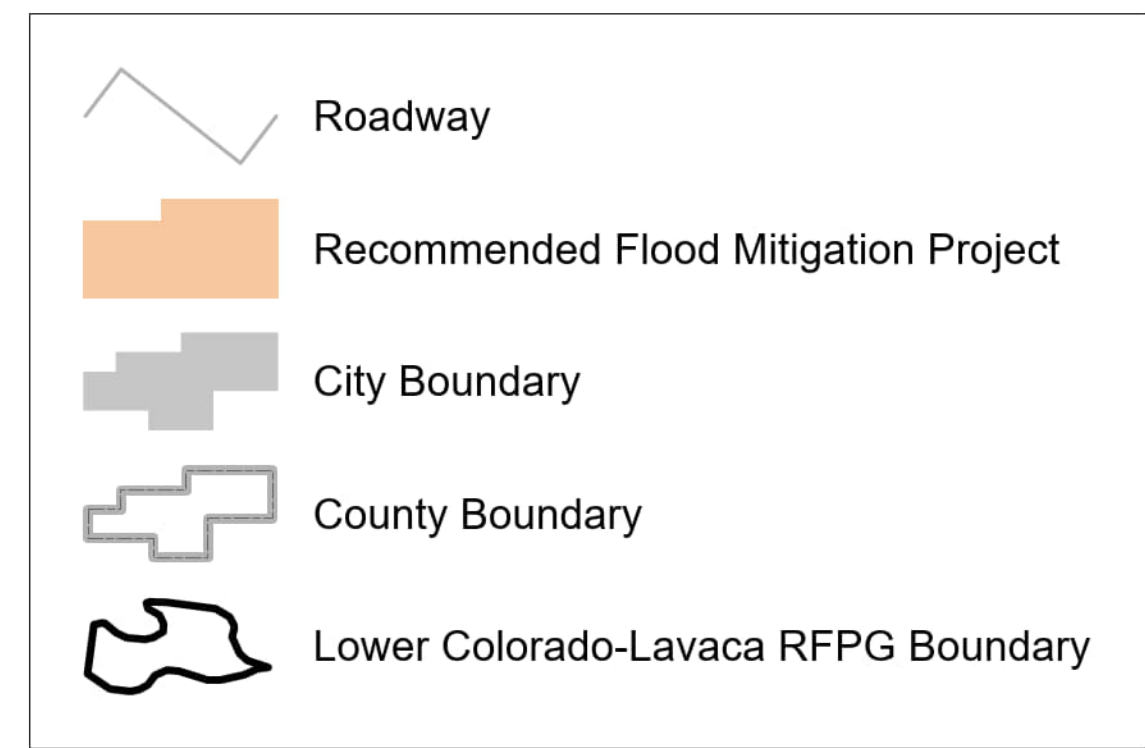 Roadway
Recommended Flood Mitigation Project
City Boundary
County Boundary
Lower Colorado-Lavaca RFPG Boundary